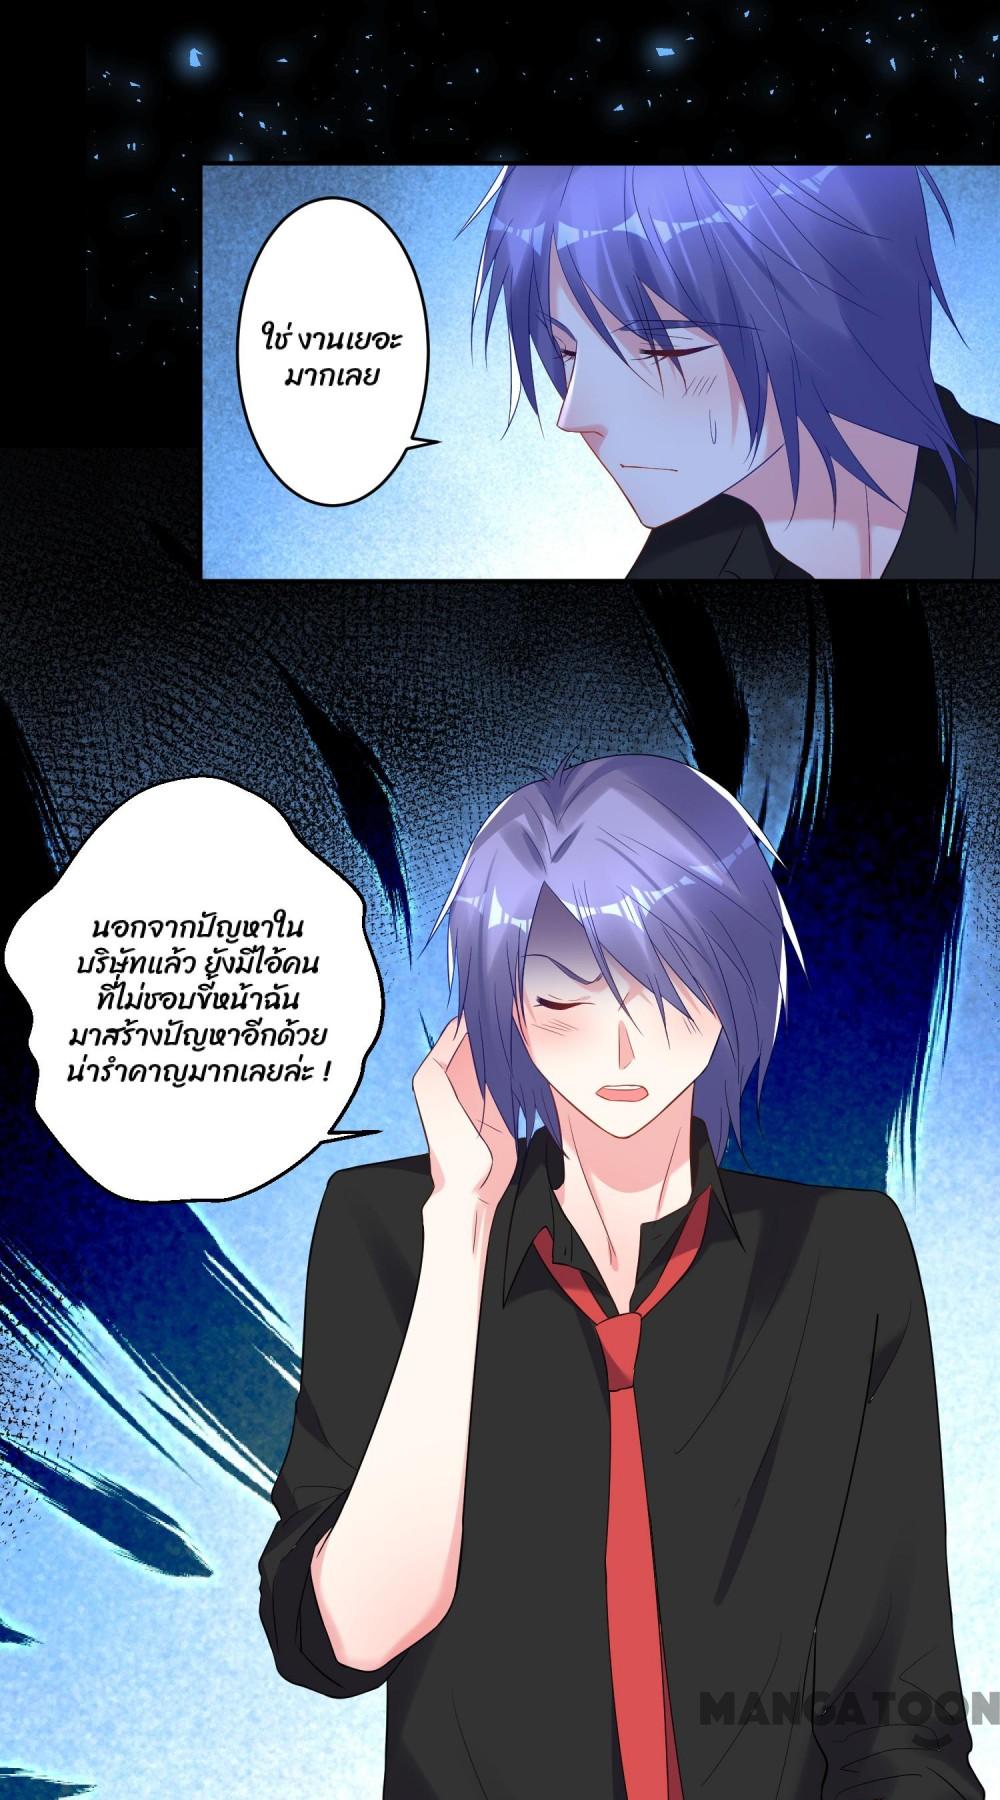 ใช่ งานเยอะ
มากเลย
นอกจากปัญหาใน
บริษัทแล้ว ยังมีไอ้คน
ที่ไม่ชอบขี้หน้าฉัน
มาสร้างปัญหาอีกด้วย
น่ารำคาญมากเลยล่ะ !
MANGATOON